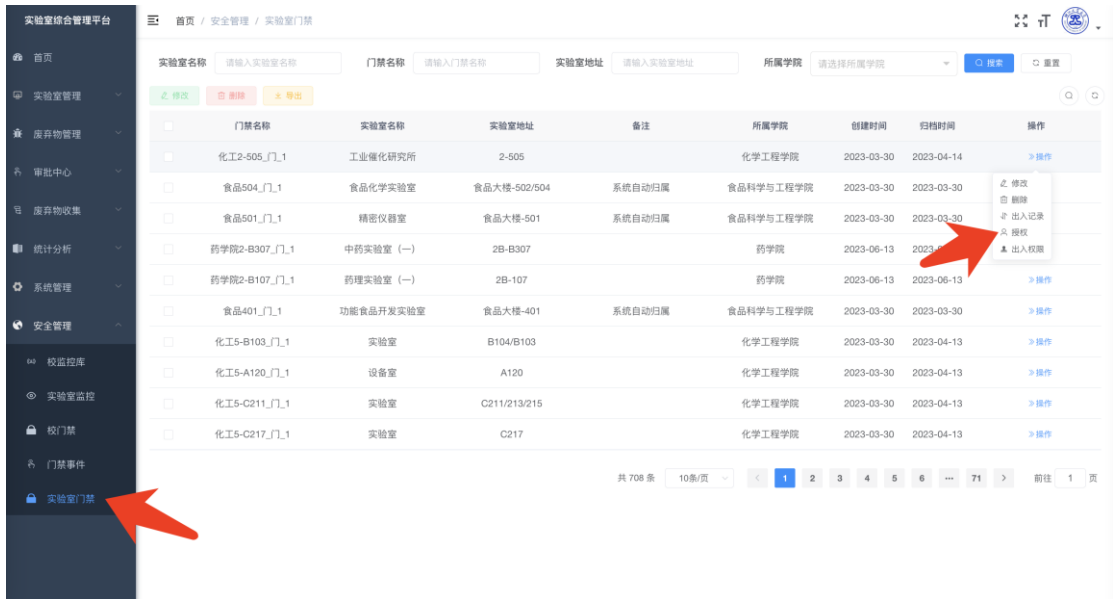 实验室综合管理平台
首页 / 安全管理 / 实验室门禁
首页
实验室管理
废弃物管理
审批中心
废弃物收集
统计分析
系统管理
安全管理
校监控库
实验室监控
校门禁
门禁事件
实验室门禁
实验室名称 请输入实验室名称 门禁名称 请输入门禁名称 实验室地址 请输入实验室地址 所属学院 请选择所属学院 搜索 重置
修改 删除 导出
门禁名称 实验室名称 实验室地址 备注 所属学院 创建时间 归档时间 操作
化工2-505_门_1 工业催化研究所 2-505 化学工程学院 2023-03-30 2023-04-14 操作
食品504_门_1 食品化学实验室 食品大楼-502/504 系统自动归属 食品科学与工程学院 2023-03-30 2023-03-30
食品501_门_1 精密仪器室 食品大楼-501 系统自动归属 食品科学与工程学院 2023-03-30 2023-03-30
药学院2-B307_门_1 中药实验室（一） 2B-B307 药学院 2023-06-13
药学院2-B107_门_1 药理实验室（一） 2B-107 药学院 2023-06-13 2023-06-13 操作
食品401_门_1 功能食品开发实验室 食品大楼-401 系统自动归属 食品科学与工程学院 2023-03-30 2023-03-30 操作
化工5-B103_门_1 实验室 B104/B103 化学工程学院 2023-03-30 2023-04-13 操作
化工5-A120_门_1 设备室 A120 化学工程学院 2023-03-30 2023-04-13 操作
化工5-C211_门_1 实验室 C211/213/215 化学工程学院 2023-03-30 2023-04-13 操作
化工5-C217_门_1 实验室 C217 化学工程学院 2023-03-30 2023-04-13 操作
修改
删除
出入记录
授权
出入权限
共 708 条 10条/页 < 1 2 3 4 5 6 ... 71 > 前往 1 页